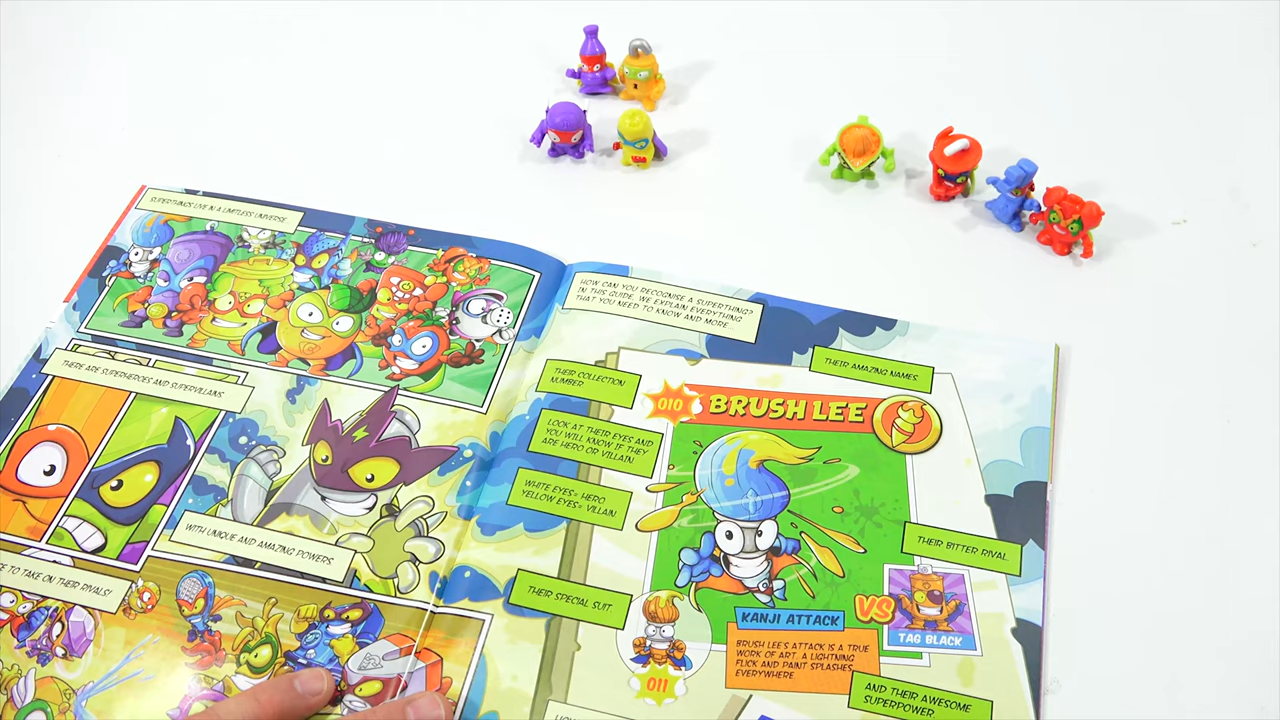 SUPERTHINGS LIVE IN A LIMITLESS UNIVERSE
THERE ARE SUPERHEROES AND SUPERVILLAINS
WITH UNIQUE AND AMAZING POWERS
E TO TAKE ON THEIR RIVALS!
HOW CAN YOU RECOGNISE A SUPERTHING?
IN THIS GUIDE, WE EXPLAIN EVERYTHING
THAT YOU NEED TO KNOW AND MORE...
THEIR COLLECTION
NUMBER.
THEIR AMAZING NAMES.
010
BRUSH LEE
LOOK AT THEIR EYES AND
YOU WILL KNOW IF THEY
ARE HERO OR VILLAIN.
WHITE EYES= HERO
YELLOW EYES= VILLAIN
THEIR BITTER RIVAL.
THEIR SPECIAL SUIT.
VS
TAG BLACK
KANJI ATTACK
BRUSH LEE'S ATTACK IS A TRUE
WORK OF ART. A LIGHTNING
FLICK AND PAINT SPLASHES
EVERYWHERE.
011
AND THEIR AWESOME
SUPERPOWER.